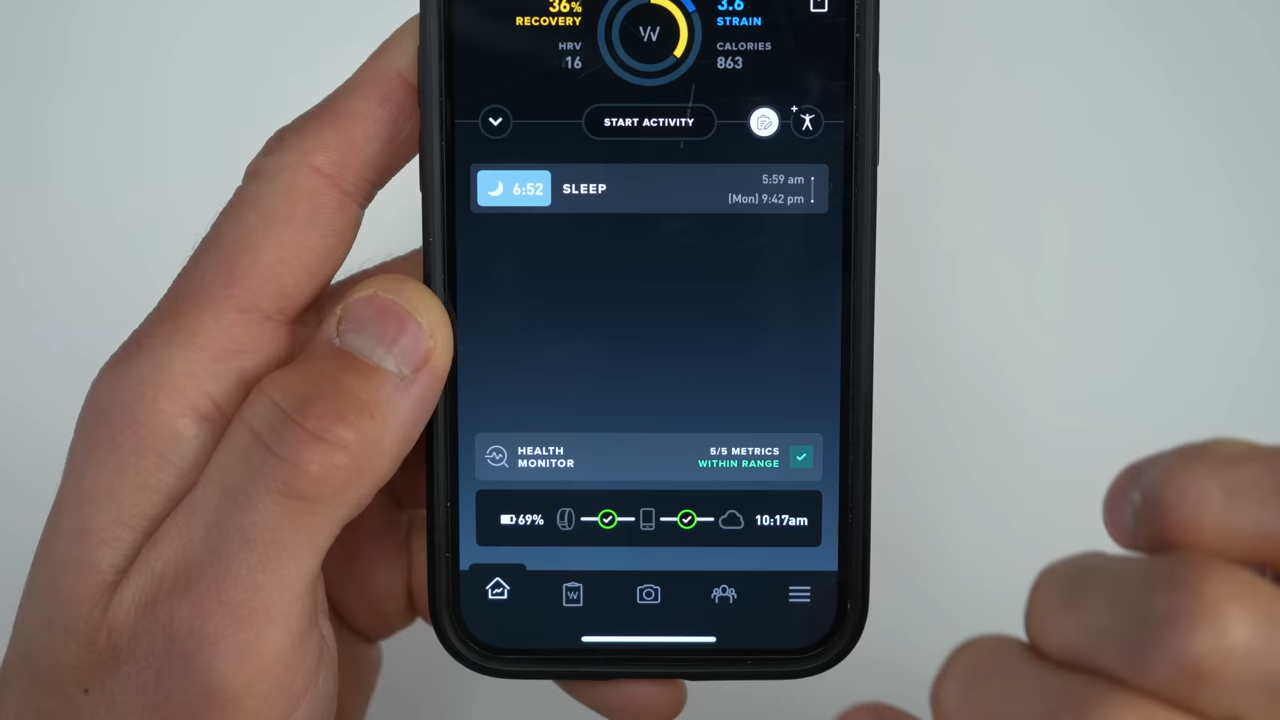 36%
RECOVERY
HRV
16
W
3.6
STRAIN
CALORIES
863
START ACTIVITY
6:52 SLEEP
5:59 am
(Mon) 9:42 pm
HEALTH
MONITOR
5/5 METRICS
WITHIN RANGE
69%
10:17am
W